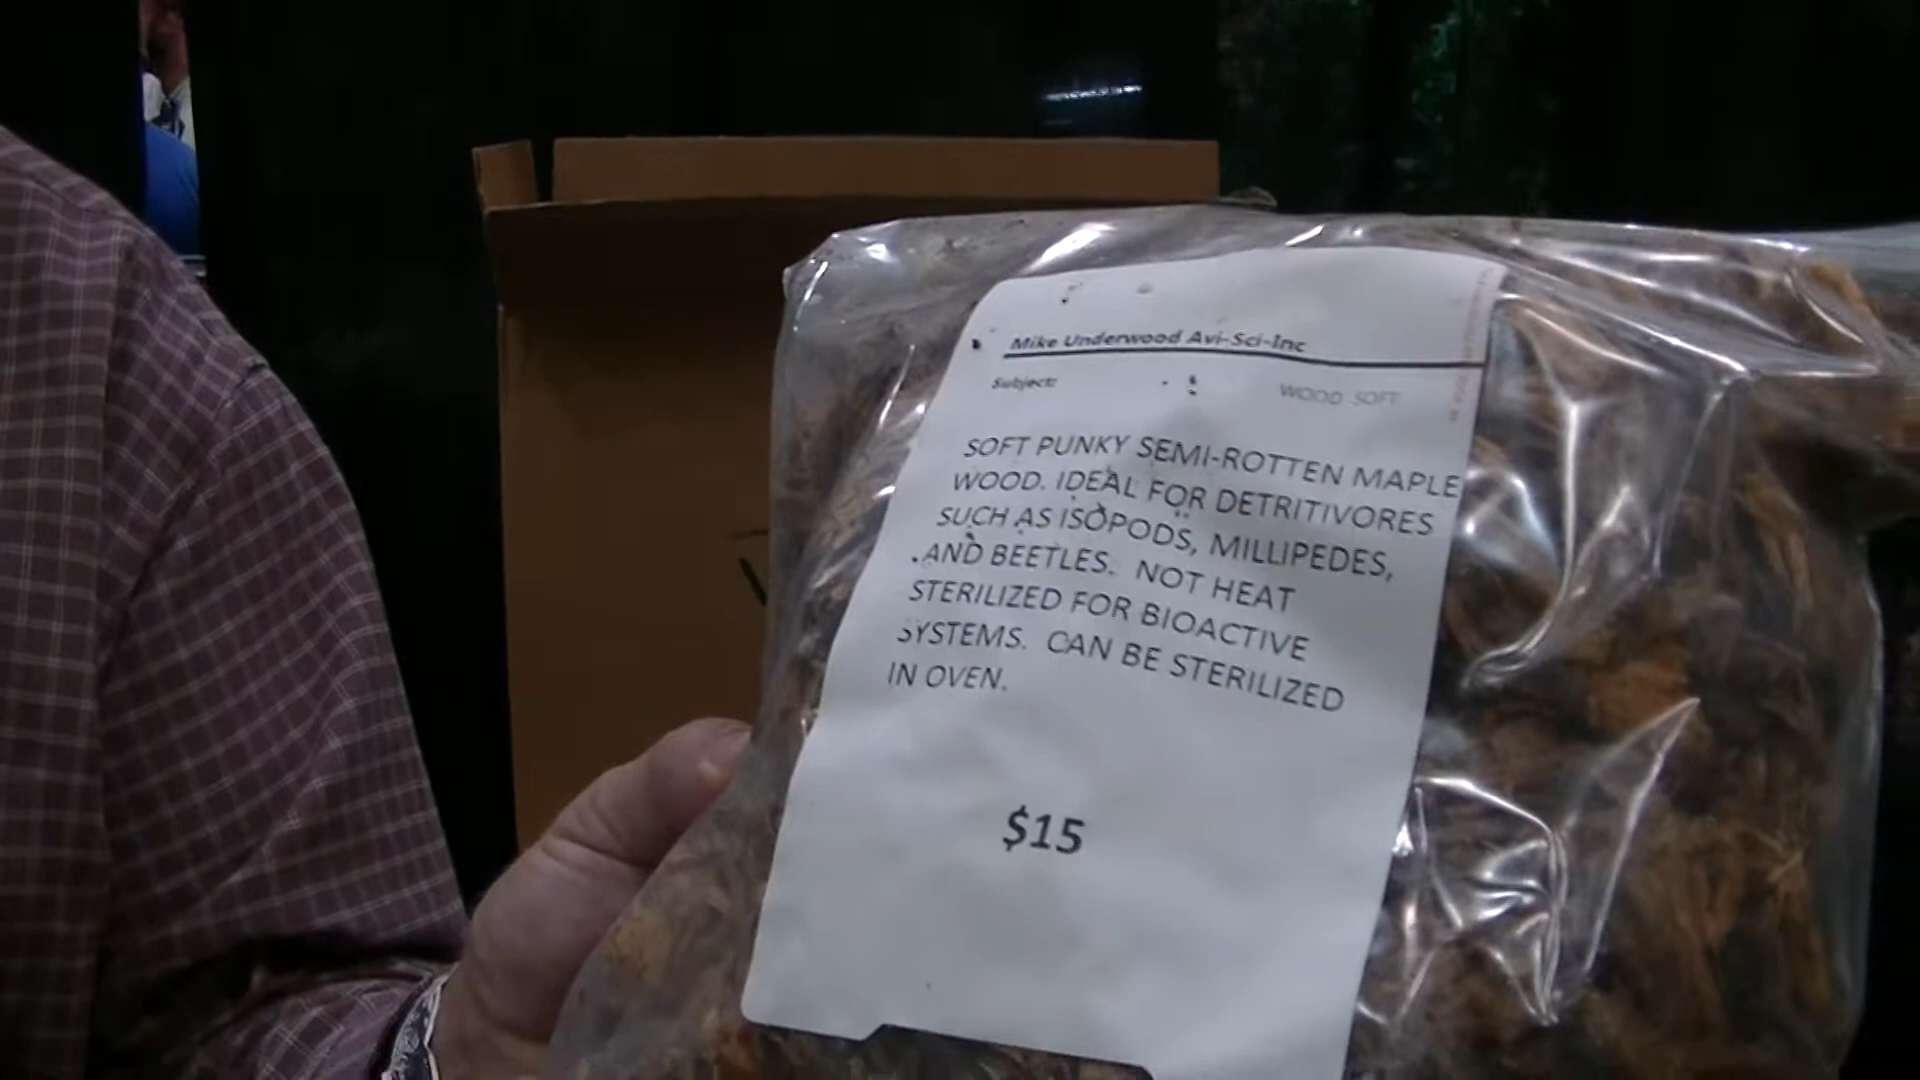 Mike Underwood Avi-Sci-Inc
Subject: WOOD SOFT
SOFT PUNKY SEMI-ROTTEN MAPLE
WOOD. IDEAL FOR DETRITIVORES
SUCH AS ISOPODS, MILLIPEDES,
AND BEETLES. NOT HEAT
STERILIZED FOR BIOACTIVE
SYSTEMS. CAN BE STERILIZED
IN OVEN.
$15